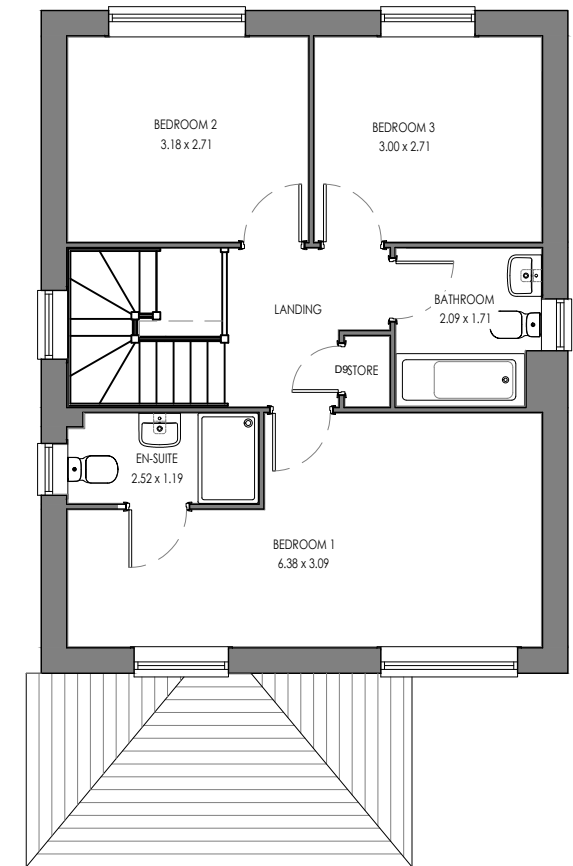 BEDROOM 2
3.18 x 2.71
BEDROOM 3
3.00 x 2.71
LANDING
BATHROOM
2.09 x 1.71
D9
STORE
EN-SUITE
2.52 x 1.19
BEDROOM 1
6.38 x 3.09